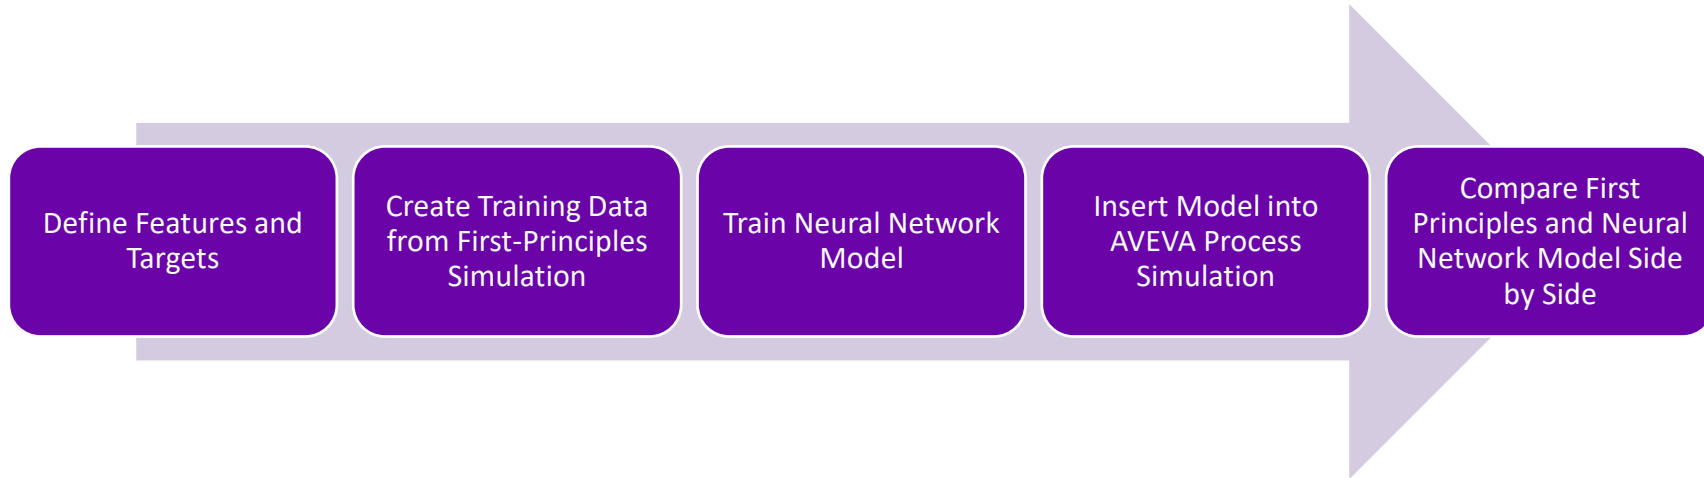 Define Features and
Targets
Create Training Data
from First-Principles
Simulation
Train Neural Network
Model
Insert Model into
AVEVA Process
Simulation
Compare First
Principles and Neural
Network Model Side
by Side